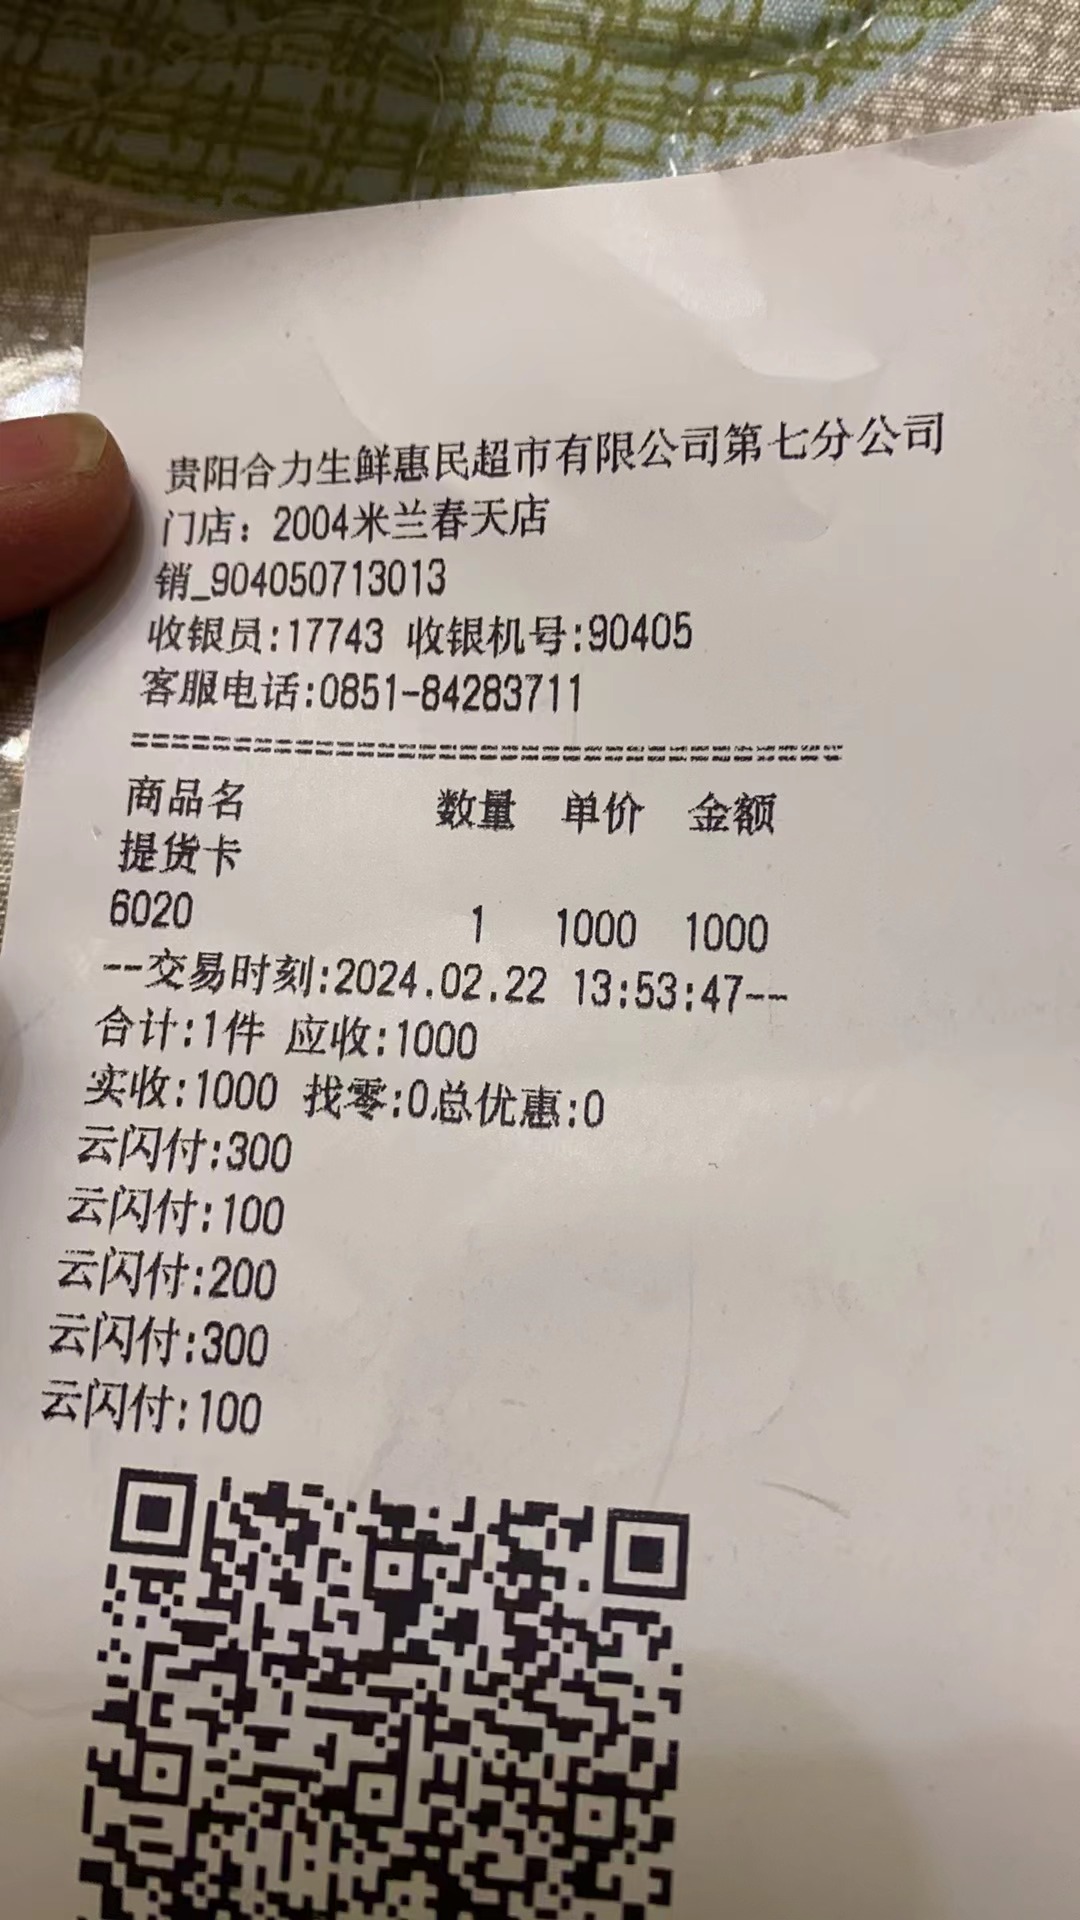 贵阳合力生鲜惠民超市有限公司第七分公司
门店：2004米兰春天店
销_904050713013
收银员:17743 收银机号:90405
客服电话:0851-84283711
===================================
商品名 数量 单价 金额
提货卡
6020 1 1000 1000
--交易时刻:2024.02.22 13:53:47--
合计:1件 应收:1000
实收:1000 找零:0总优惠:0
云闪付:300
云闪付:100
云闪付:200
云闪付:300
云闪付:100